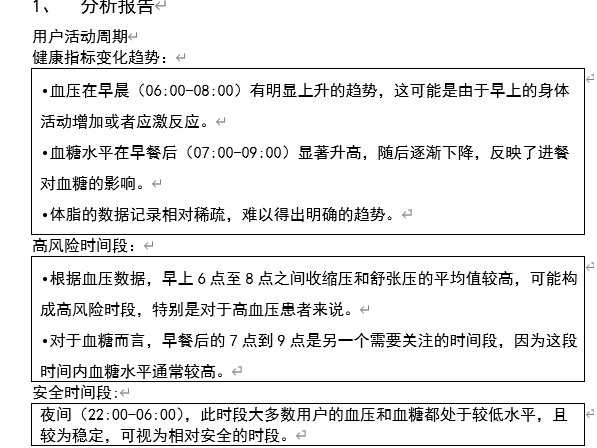 1、 分析报告
用户活动周期
健康指标变化趋势：
•血压在早晨（06:00-08:00）有明显上升的趋势，这可能是由于早上的身体
活动增加或者应激反应。
•血糖水平在早餐后（07:00-09:00）显著升高，随后逐渐下降，反映了进餐
对血糖的影响。
•体脂的数据记录相对稀疏，难以得出明确的趋势。
高风险时间段：
•根据血压数据，早上 6 点至 8 点之间收缩压和舒张压的平均值较高，可能构
成高风险时段，特别是对于高血压患者来说。
•对于血糖而言，早餐后的 7 点到 9 点是另一个需要关注的时间段，因为这段
时间内血糖水平通常较高。
安全时间段:
夜间（22:00-06:00），此时段大多数用户的血压和血糖都处于较低水平，且
较为稳定，可视为相对安全的时段。